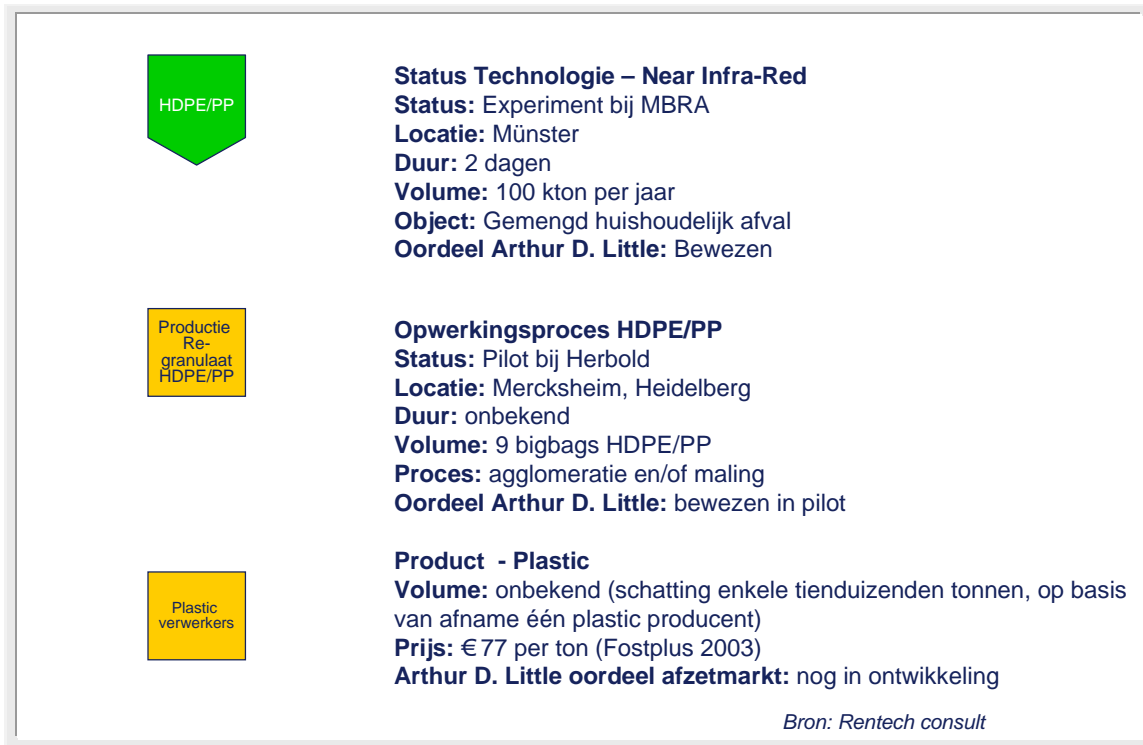 HDPE/PP
Status Technologie – Near Infra-Red
Status: Experiment bij MBRA
Locatie: Münster
Duur: 2 dagen
Volume: 100 kton per jaar
Object: Gemengd huishoudelijk afval
Oordeel Arthur D. Little: Bewezen
Productie
Re-
granulaat
HDPE/PP
Opwerkingsproces HDPE/PP
Status: Pilot bij Herbold
Locatie: Mercksheim, Heidelberg
Duur: onbekend
Volume: 9 bigbags HDPE/PP
Proces: agglomeratie en/of maling
Oordeel Arthur D. Little: bewezen in pilot
Plastic
verwerkers
Product - Plastic
Volume: onbekend (schatting enkele tienduizenden tonnen, op basis
van afname één plastic producent)
Prijs: € 77 per ton (Fostplus 2003)
Arthur D. Little oordeel afzetmarkt: nog in ontwikkeling
Bron: Rentech consult